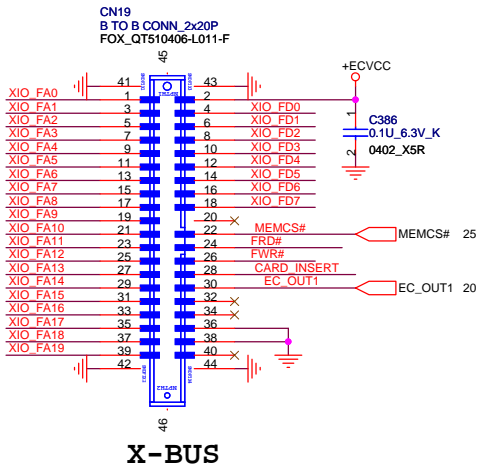 CN19
B TO B CONN_2x20P
FOX_QT510406-L011-F
45
41 43
XIO_FA0 1 2 +ECVCC
XIO_FA1 3 4 XIO_FD0
XIO_FA2 5 6 XIO_FD1
XIO_FA3 7 8 XIO_FD2
XIO_FA4 9 10 XIO_FD3
XIO_FA5 11 12 XIO_FD4
XIO_FA6 13 14 XIO_FD5
XIO_FA7 15 16 XIO_FD6
XIO_FA8 17 18 XIO_FD7
XIO_FA9 19 20
XIO_FA10 21 22 MEMCS# MEMCS# 25
XIO_FA11 23 24 FRD#
XIO_FA12 25 26 FWR#
XIO_FA13 27 28 CARD_INSERT
XIO_FA14 29 30 EC_OUT1 EC_OUT1 20
XIO_FA15 31 32
XIO_FA16 33 34
XIO_FA17 35 36
XIO_FA18 37 38
XIO_FA19 39 40
42 44
46
1
C386
0.1U_6.3V_K
2
0402_X5R
X-BUS